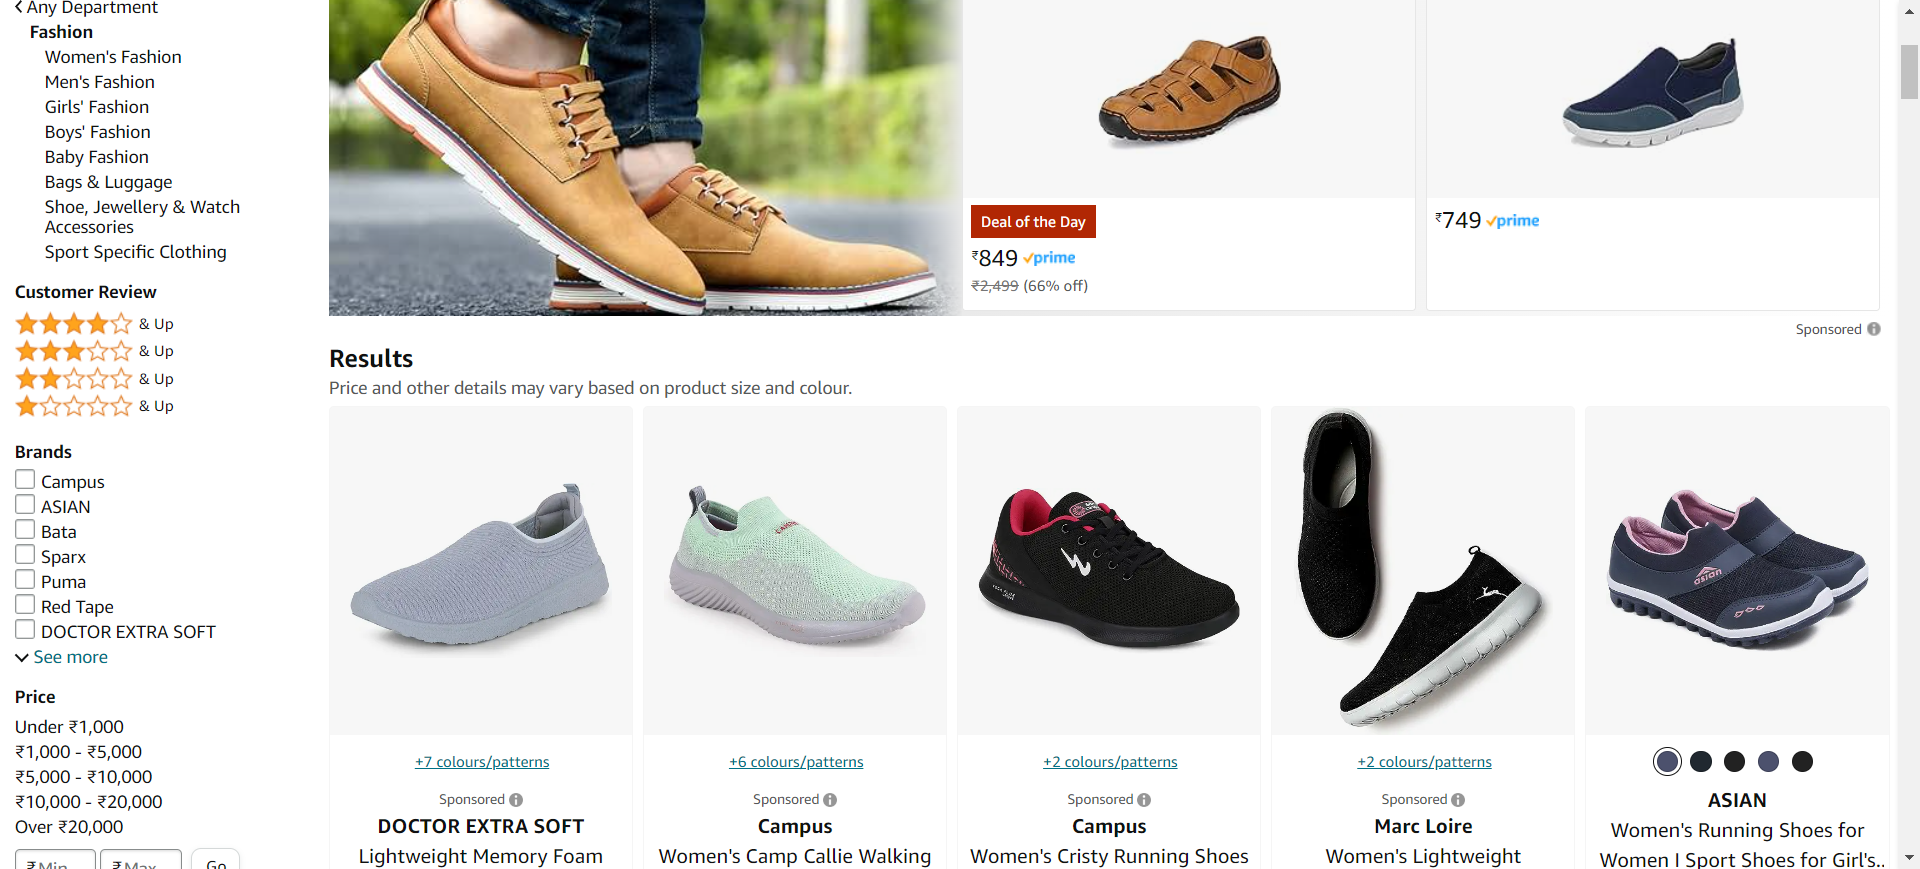 Any Department
Fashion
Women's Fashion
Men's Fashion
Girls' Fashion
Boys' Fashion
Baby Fashion
Bags & Luggage
Shoe, Jewellery & Watch
Accessories
Sport Specific Clothing
Customer Review
& Up
& Up
& Up
& Up
Brands
Campus
ASIAN
Bata
Sparx
Puma
Red Tape
DOCTOR EXTRA SOFT
See more
Price
Under ₹1,000
₹1,000 - ₹5,000
₹5,000 - ₹10,000
₹10,000 - ₹20,000
Over ₹20,000
₹ Min
₹ Max
Go
Deal of the Day
₹849 prime
₹2,499 (66% off)
₹749 prime
Sponsored
Results
Price and other details may vary based on product size and colour.
+7 colours/patterns
Sponsored
DOCTOR EXTRA SOFT
Lightweight Memory Foam
+6 colours/patterns
Sponsored
Campus
Women's Camp Callie Walking
+2 colours/patterns
Sponsored
Campus
Women's Cristy Running Shoes
+2 colours/patterns
Sponsored
Marc Loire
Women's Lightweight
asian
ASIAN
Women's Running Shoes for
Women I Sport Shoes for Girl's..